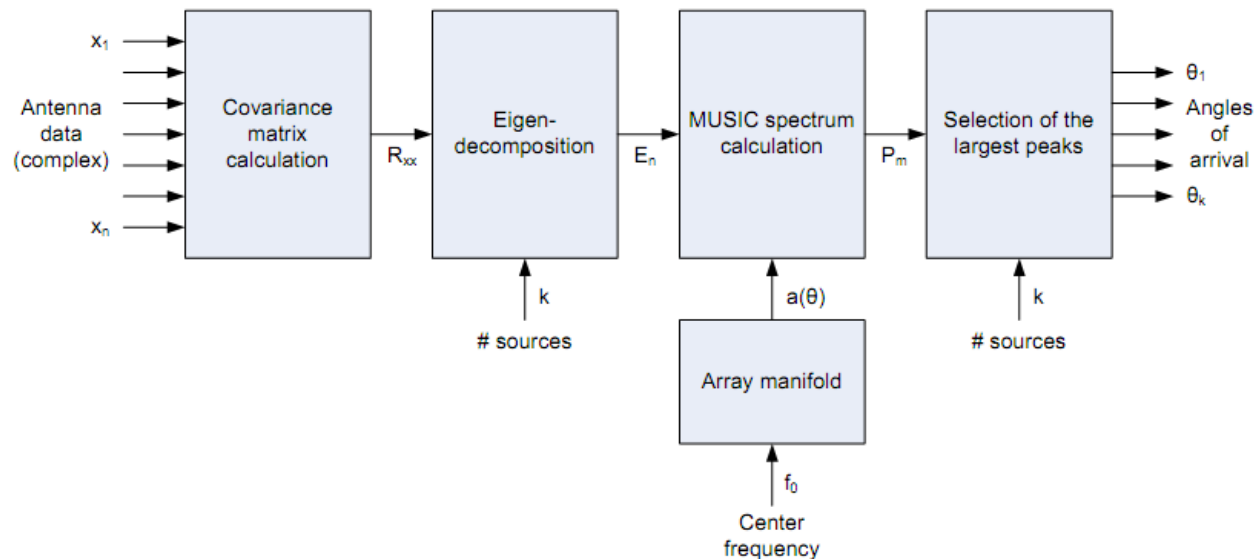 x₁
Antenna
data
(complex)
xₙ
Covariance
matrix
calculation
Rₓₓ
Eigen-
decomposition
k
# sources
Eₙ
MUSIC spectrum
calculation
a(θ)
Array manifold
f₀
Center
frequency
Pₘ
Selection of the
largest peaks
k
# sources
θ₁
Angles
of
arrival
θₖ